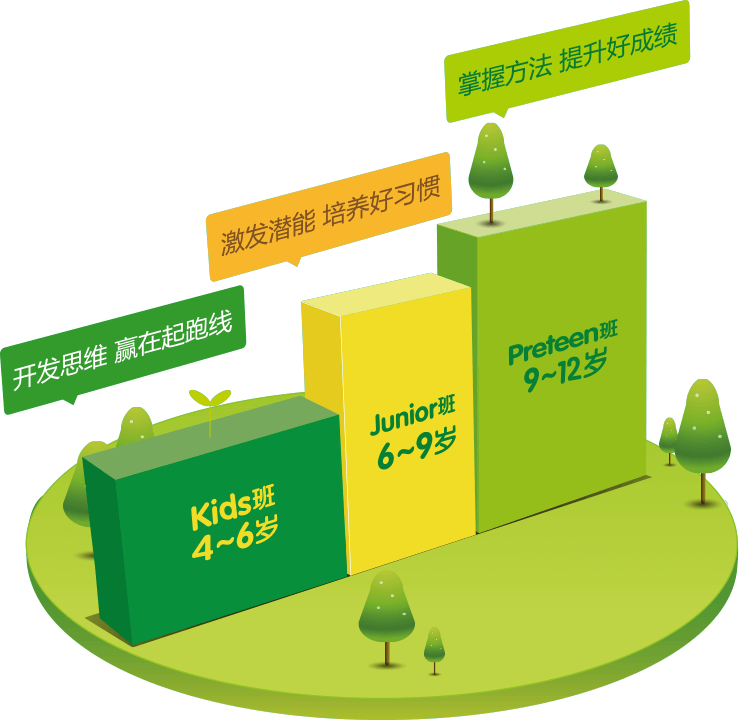 掌握方法 提升好成绩
激发潜能 培养好习惯
开发思维 赢在起跑线
Preteen班
9~12岁
Junior班
6~9岁
Kids班
4~6岁